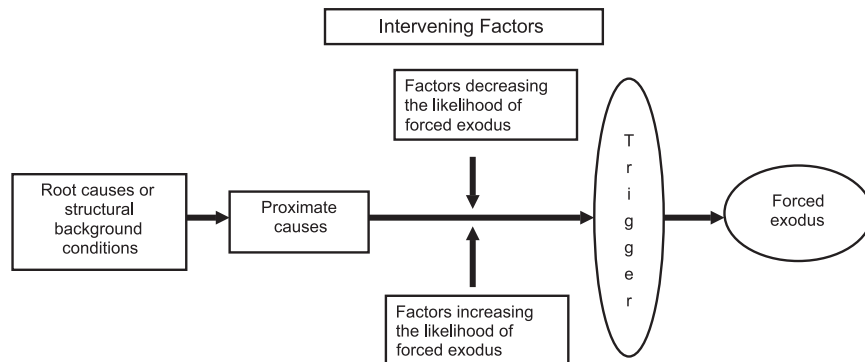 Intervening Factors
Factors decreasing
the likelihood of
forced exodus
Root causes or
structural
background
conditions
Proximate
causes
Trigger
Forced
exodus
Factors increasing
the likelihood of
forced exodus